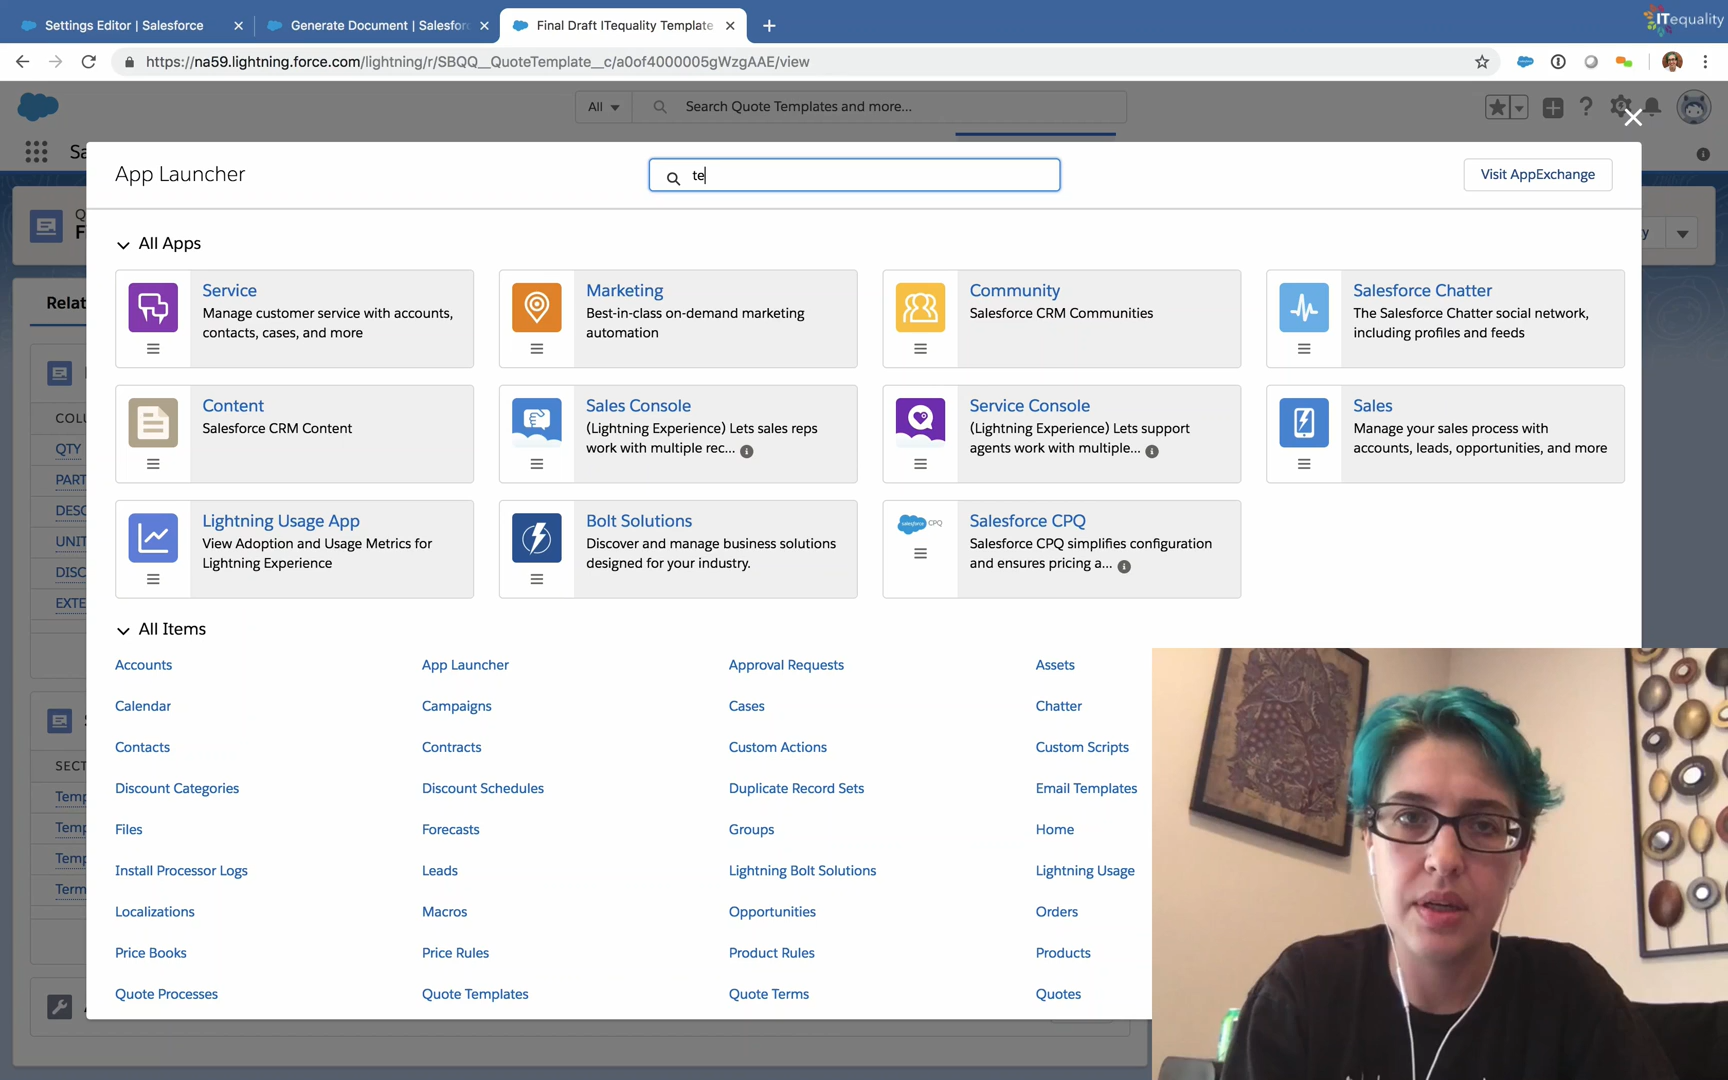 Settings Editor | Salesforce
Generate Document | Salesfor
Final Draft ITequality Template
ITequality
https://na59.lightning.force.com/lightning/r/SBQQ__QuoteTemplate__c/a0of4000005gWzgAAE/view
All
Search Quote Templates and more...
Sa
App Launcher
te
Visit AppExchange
Q
F
y
All Apps
Service
Manage customer service with accounts,
contacts, cases, and more
Marketing
Best-in-class on-demand marketing
automation
Community
Salesforce CRM Communities
Salesforce Chatter
The Salesforce Chatter social network,
including profiles and feeds
Relat
Content
Salesforce CRM Content
Sales Console
(Lightning Experience) Lets sales reps
work with multiple rec...
Service Console
(Lightning Experience) Lets support
agents work with multiple...
Sales
Manage your sales process with
accounts, leads, opportunities, and more
COLU
QTY
PART
DESC
UNIT
DISC
EXTE
Lightning Usage App
View Adoption and Usage Metrics for
Lightning Experience
Bolt Solutions
Discover and manage business solutions
designed for your industry.
salesforce CPQ
Salesforce CPQ
Salesforce CPQ simplifies configuration
and ensures pricing a...
All Items
Accounts
App Launcher
Approval Requests
Assets
Calendar
Campaigns
Cases
Chatter
Contacts
Contracts
Custom Actions
Custom Scripts
SECT
Discount Categories
Discount Schedules
Duplicate Record Sets
Email Templates
Temp
Files
Forecasts
Groups
Home
Temp
Install Processor Logs
Leads
Lightning Bolt Solutions
Lightning Usage
Temp
Term
Localizations
Macros
Opportunities
Orders
Price Books
Price Rules
Product Rules
Products
Quote Processes
Quote Templates
Quote Terms
Quotes